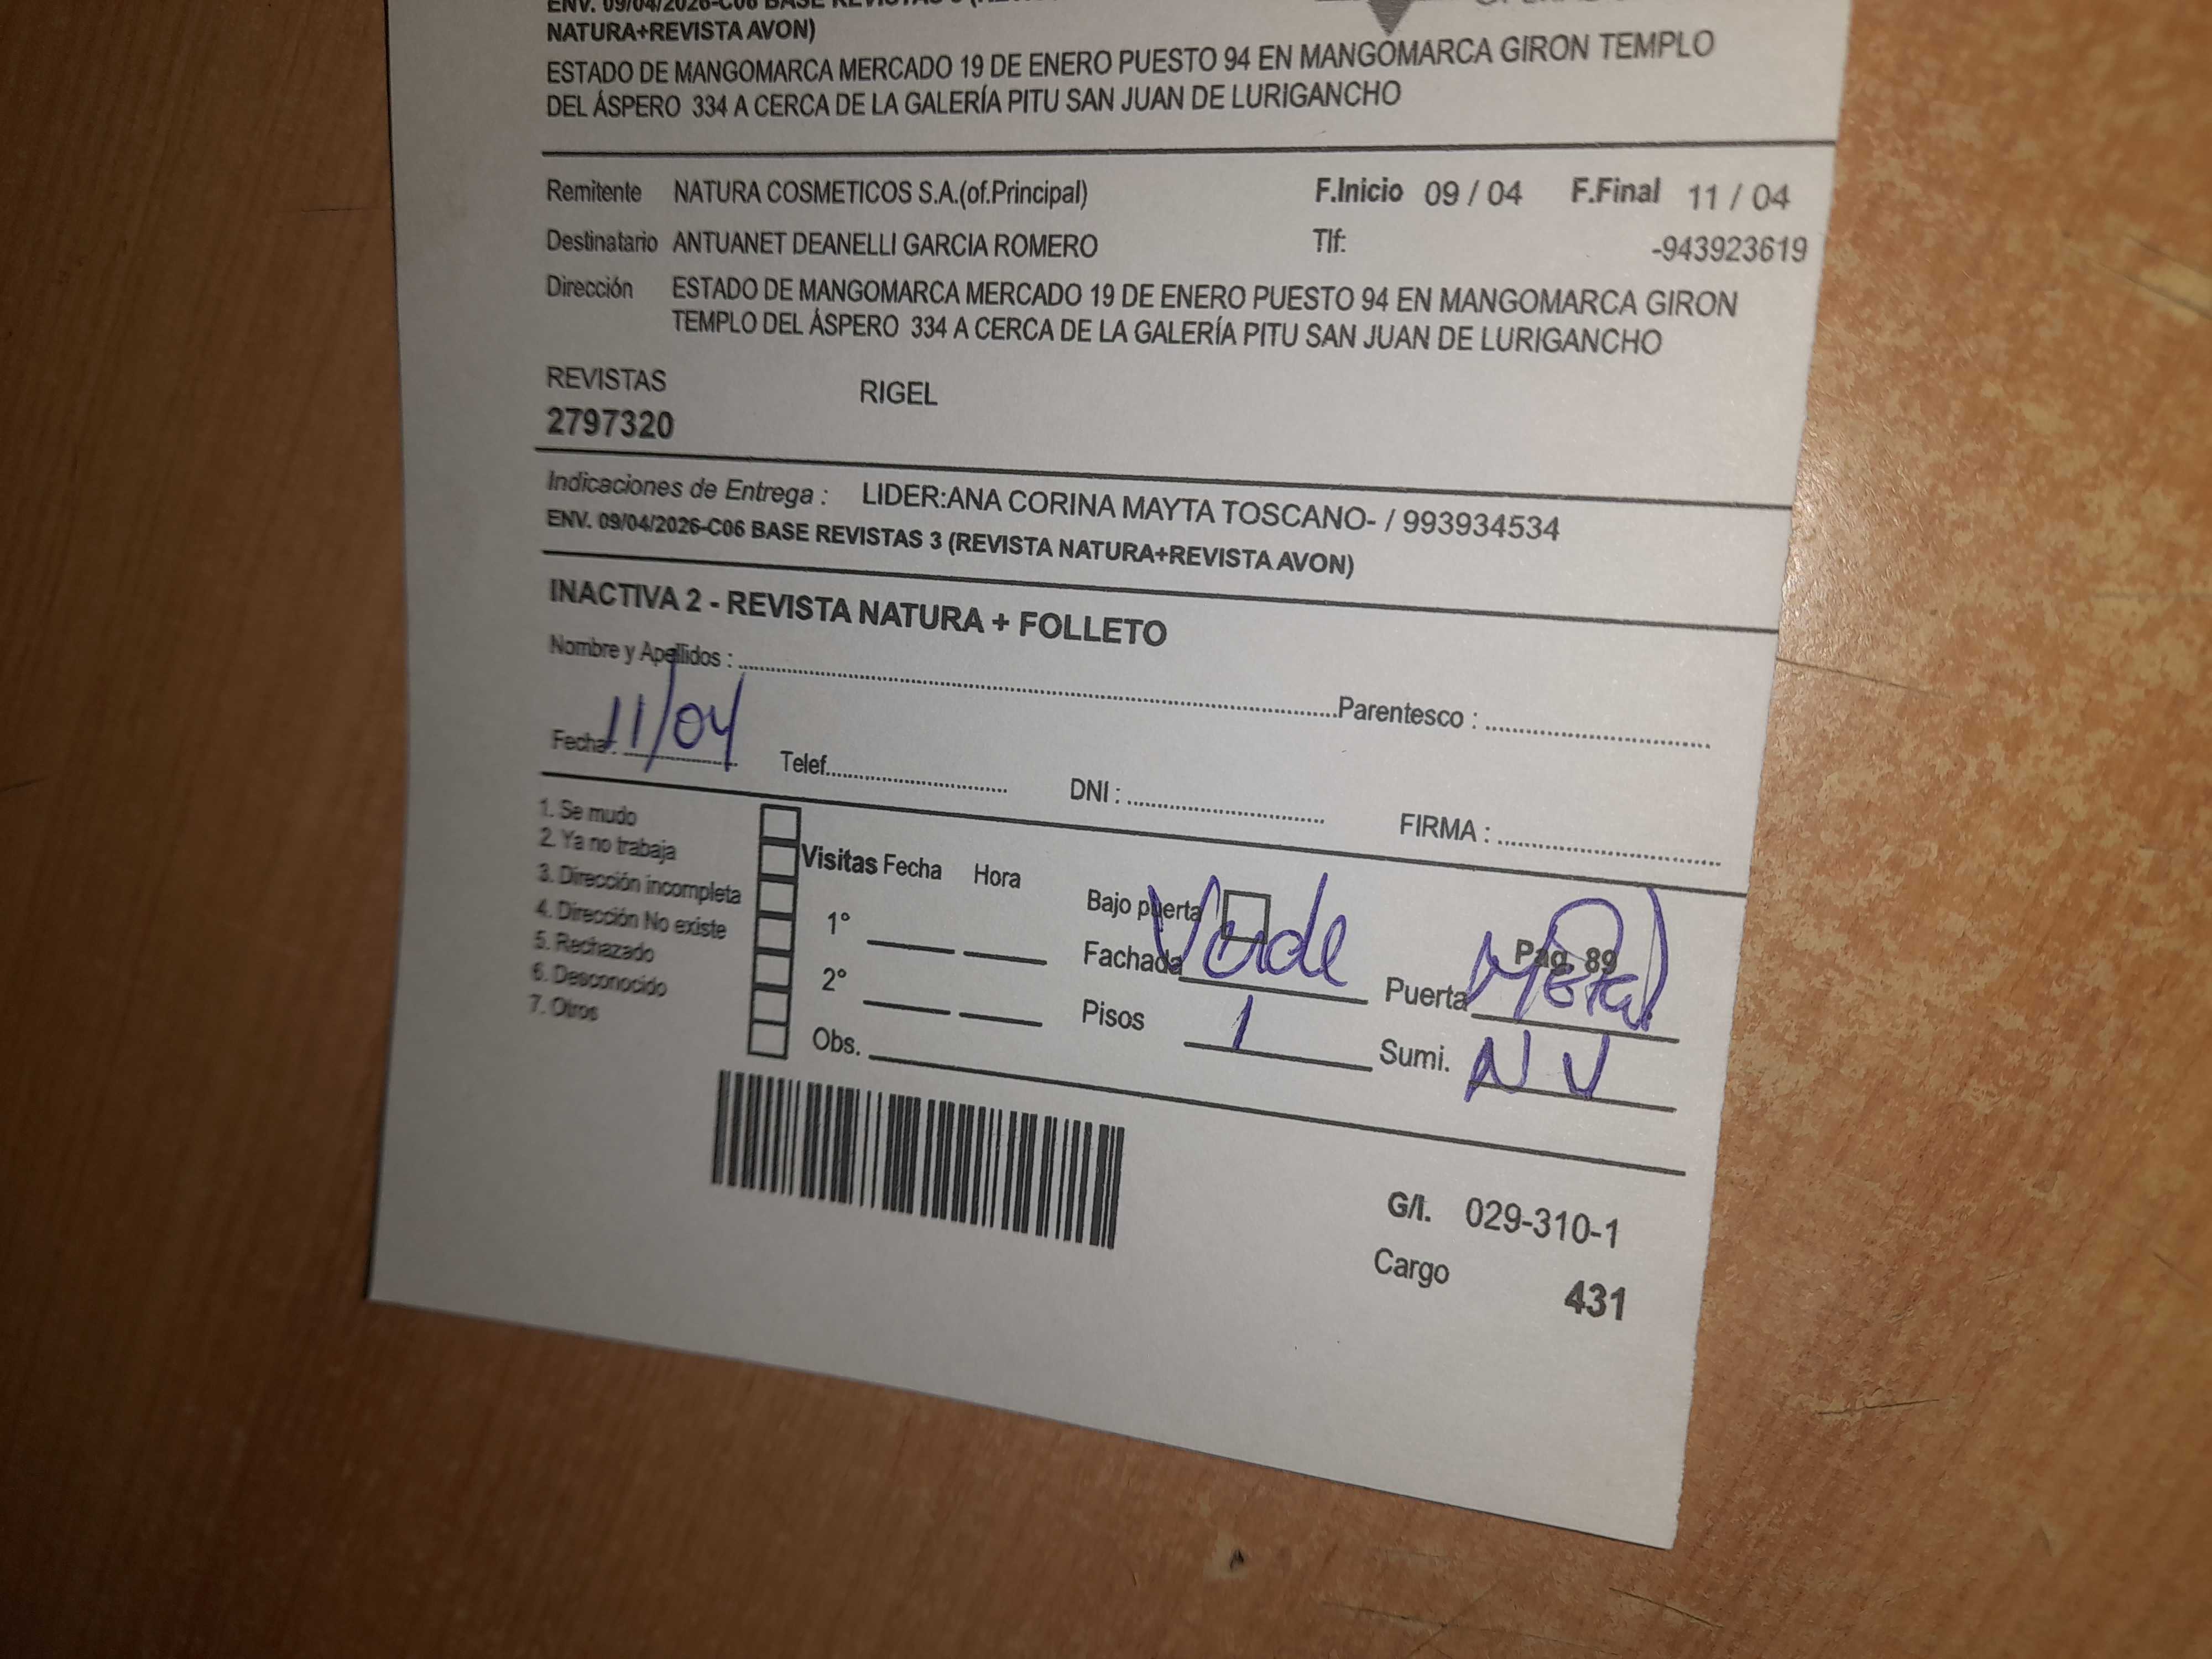 ENV. 09/04/2026-C06 BASE REVISTAS 3
NATURA+REVISTA AVON)
ESTADO DE MANGOMARCA MERCADO 19 DE ENERO PUESTO 94 EN MANGOMARCA GIRON TEMPLO
DEL ÁSPERO 334 A CERCA DE LA GALERÍA PITU SAN JUAN DE LURIGANCHO
Remitente NATURA COSMETICOS S.A.(of.Principal) F.Inicio 09 / 04 F.Final 11 / 04
Destinatario ANTUANET DEANELLI GARCIA ROMERO Tlf: -943923619
Dirección ESTADO DE MANGOMARCA MERCADO 19 DE ENERO PUESTO 94 EN MANGOMARCA GIRON
TEMPLO DEL ÁSPERO 334 A CERCA DE LA GALERÍA PITU SAN JUAN DE LURIGANCHO
REVISTAS RIGEL
2797320
Indicaciones de Entrega : LIDER:ANA CORINA MAYTA TOSCANO- / 993934534
ENV. 09/04/2026-C06 BASE REVISTAS 3 (REVISTA NATURA+REVISTA AVON)
INACTIVA 2 - REVISTA NATURA + FOLLETO
Nombre y Apellidos : Parentesco :
Fecha: 11/04 Telef. DNI : FIRMA :
1. Se mudo
2. Ya no trabaja
3. Dirección incompleta
4. Dirección No existe
5. Rechazado
6. Desconocido
7. Otros
Visitas Fecha Hora
1°
2°
Obs.
Bajo puerta
Fachada Verde Puerta Metal
Pag. 89
Pisos 1 Sumi. N V
G/I. 029-310-1
Cargo 431